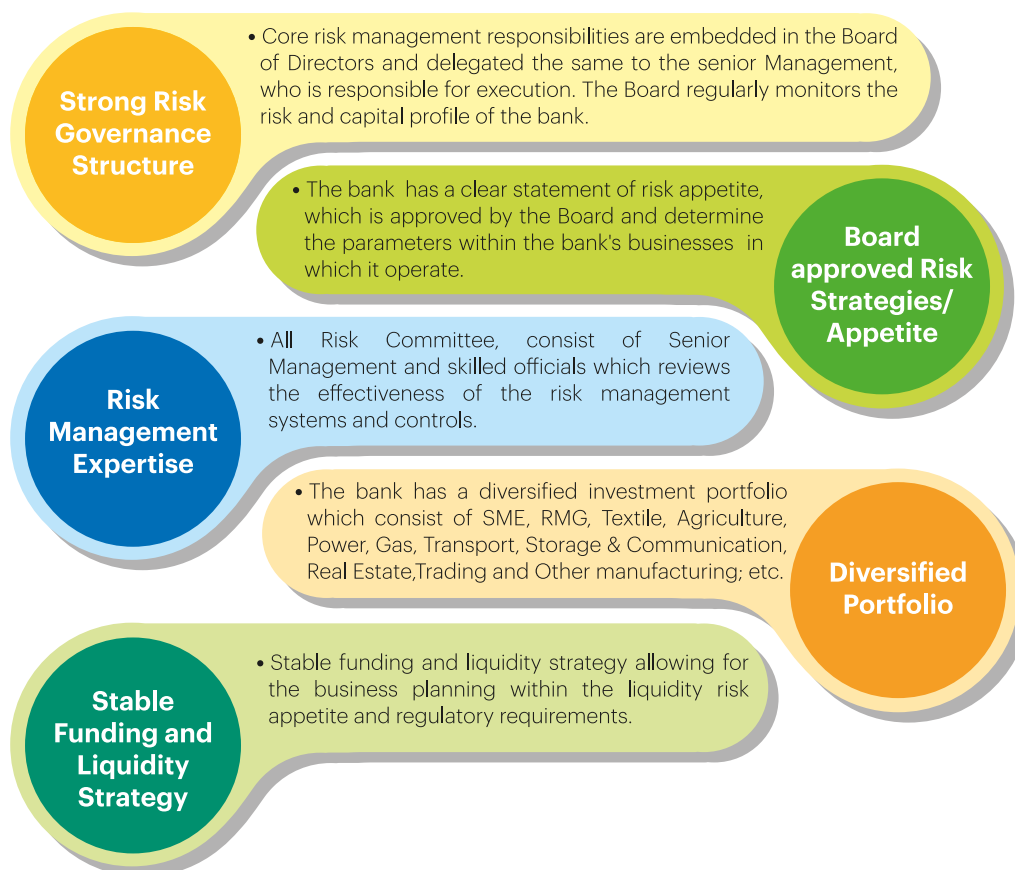 Strong Risk
Governance
Structure
• Core risk management responsibilities are embedded in the Board
of Directors and delegated the same to the senior Management,
who is responsible for execution. The Board regularly monitors the
risk and capital profile of the bank.
• The bank has a clear statement of risk appetite,
which is approved by the Board and determine
the parameters within the bank's businesses in
which it operate.
Board
approved Risk
Strategies/
Appetite
Risk
Management
Expertise
• All Risk Committee, consist of Senior
Management and skilled officials which reviews
the effectiveness of the risk management
systems and controls.
• The bank has a diversified investment portfolio
which consist of SME, RMG, Textile, Agriculture,
Power, Gas, Transport, Storage & Communication,
Real Estate,Trading and Other manufacturing; etc.
Diversified
Portfolio
Stable
Funding and
Liquidity
Strategy
• Stable funding and liquidity strategy allowing for
the business planning within the liquidity risk
appetite and regulatory requirements.